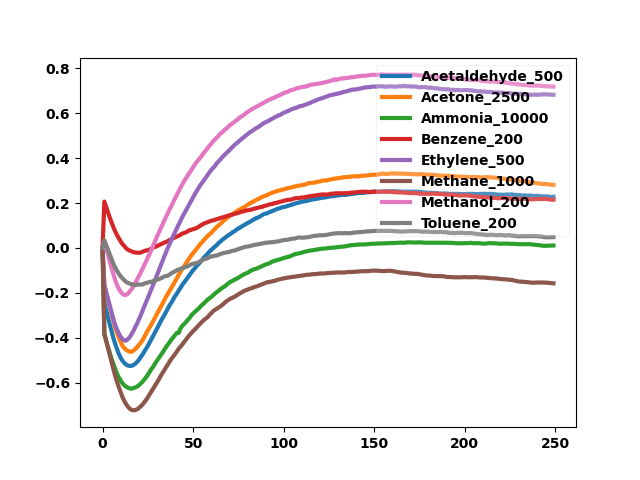 0.8
0.6
0.4
0.2
0.0
−0.2
−0.4
−0.6
0 50 100 150 200 250
Acetaldehyde_500
Acetone_2500
Ammonia_10000
Benzene_200
Ethylene_500
Methane_1000
Methanol_200
Toluene_200